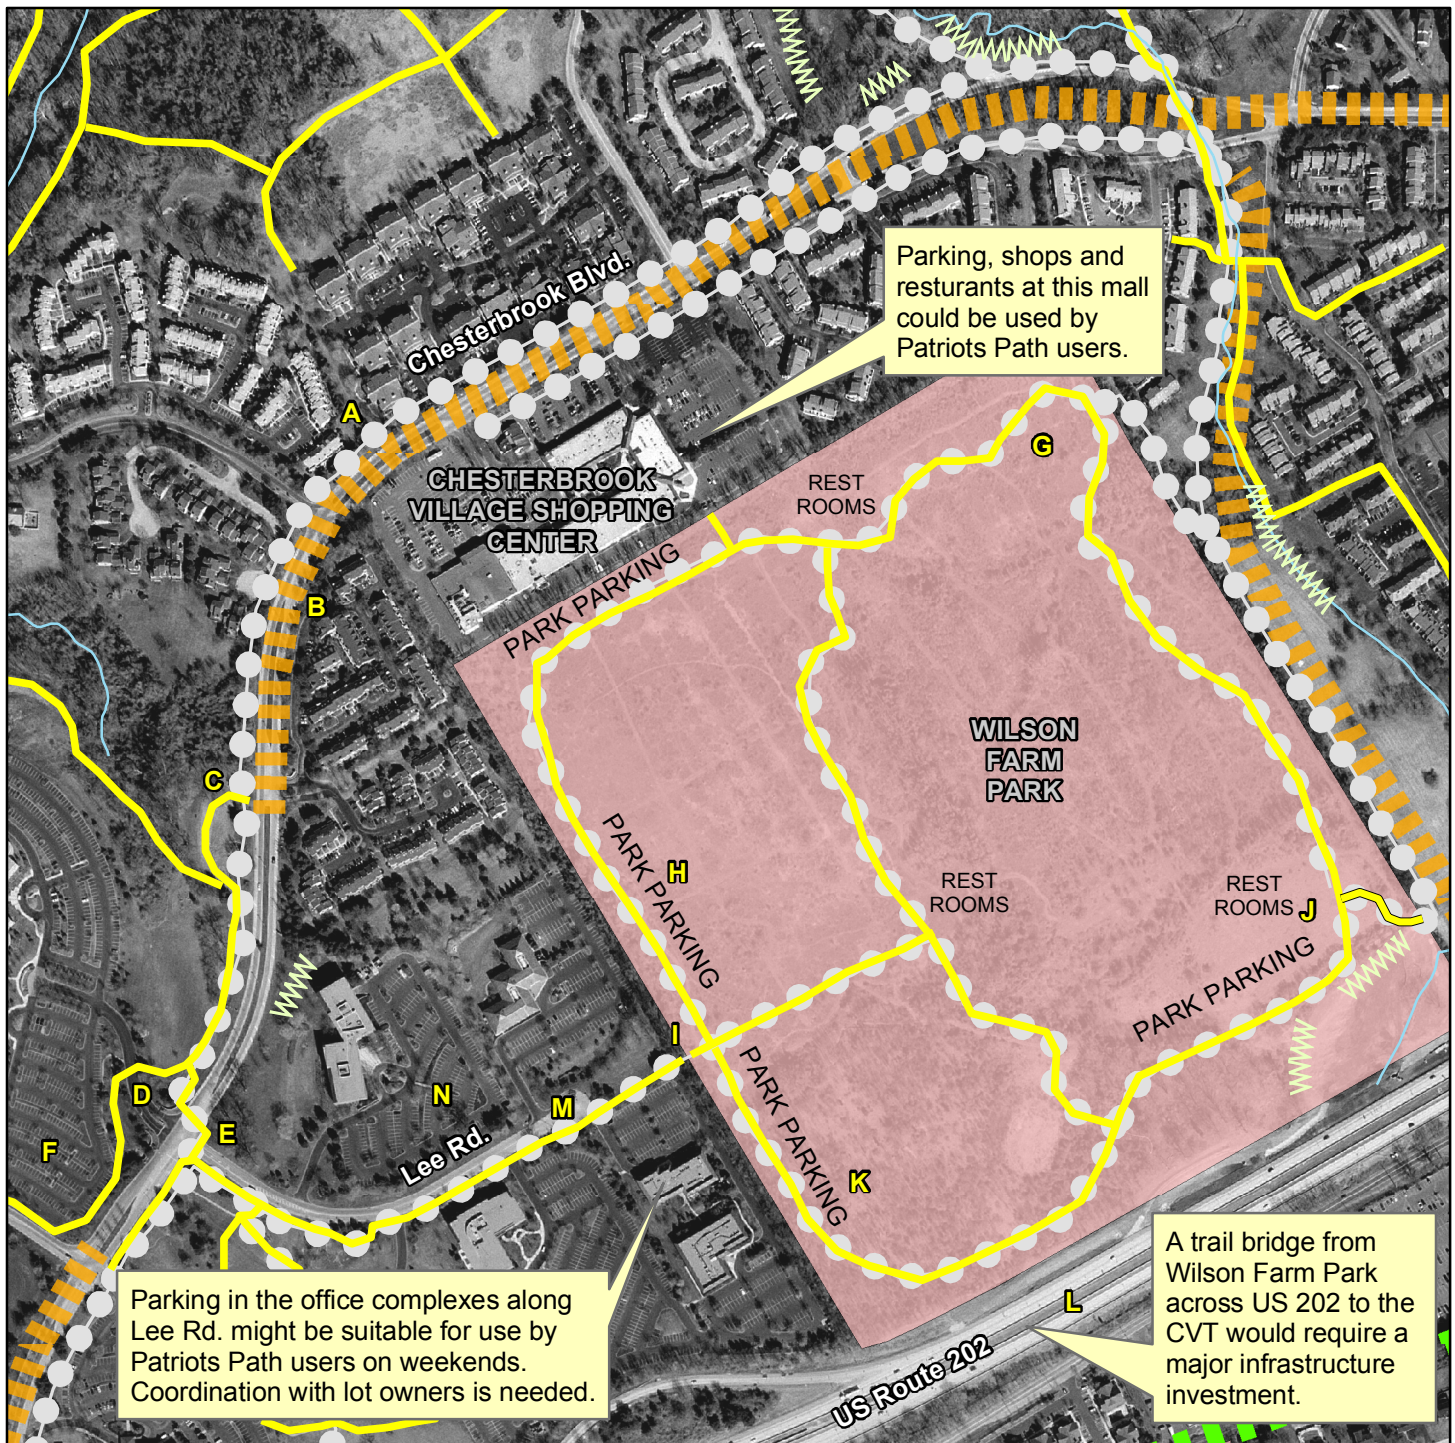 Parking, shops and
resturants at this mall
could be used by
Patriots Path users.
Chesterbrook Blvd.
A
CHESTERBROOK
VILLAGE SHOPPING
CENTER
REST
ROOMS
G
PARK PARKING
B
WILSON
FARM
PARK
C
PARK PARKING
H
REST
ROOMS
REST
ROOMS
J
PARK PARKING
I
PARK PARKING
D
N
M
E
F
Lee Rd.
K
L
US Route 202
Parking in the office complexes along
Lee Rd. might be suitable for use by
Patriots Path users on weekends.
Coordination with lot owners is needed.
A trail bridge from
Wilson Farm Park
across US 202 to the
CVT would require a
major infrastructure
investment.